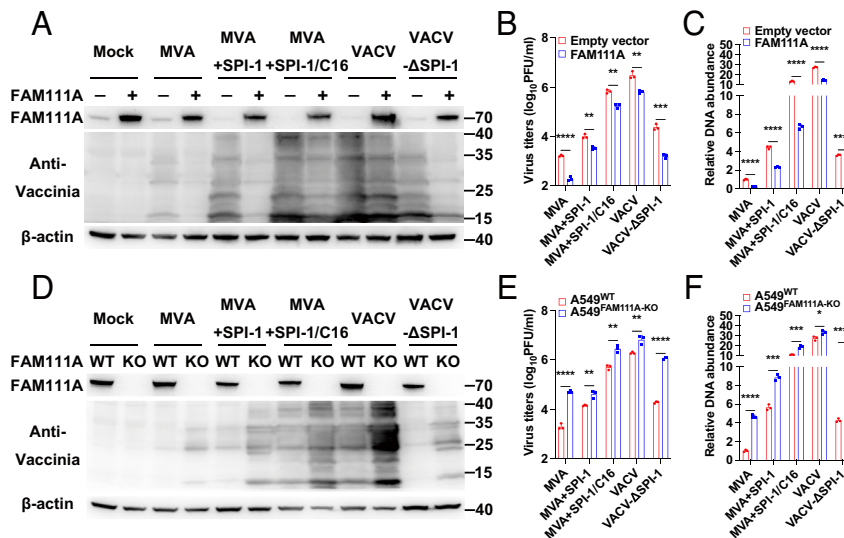 A
Mock
MVA
MVA
+SPI-1
MVA
+SPI-1/C16
VACV
VACV
-ΔSPI-1
FAM111A – + – + – + – + – + – +
FAM111A
70
40
35
25
15
Anti-
Vaccinia
β-actin
40
B
Empty vector
FAM111A
Virus titers (log10PFU/ml)
8
6
4
2
****
**
**
**
***
MVA
MVA+SPI-1
MVA+SPI-1/C16
VACV
VACV-ΔSPI-1
C
Empty vector
FAM111A
Relative DNA abundance
50
40
30
20
10
8
6
4
2
0
****
****
****
****
MVA
MVA+SPI-1
MVA+SPI-1/C16
VACV
VACV-ΔSPI-1
D
Mock
MVA
MVA
+SPI-1
MVA
+SPI-1/C16
VACV
VACV
-ΔSPI-1
FAM111A WT KO WT KO WT KO WT KO WT KO WT KO
FAM111A
70
40
35
25
15
Anti-
Vaccinia
β-actin
40
E
A549WT
A549FAM111A-KO
Virus titers (log10PFU/ml)
8
6
4
2
****
**
**
**
****
MVA
MVA+SPI-1
MVA+SPI-1/C16
VACV
VACV-ΔSPI-1
F
A549WT
A549FAM111A-KO
Relative DNA abundance
50
40
30
20
10
8
6
4
2
0
****
***
***
*
***
MVA
MVA+SPI-1
MVA+SPI-1/C16
VACV
VACV-ΔSPI-1